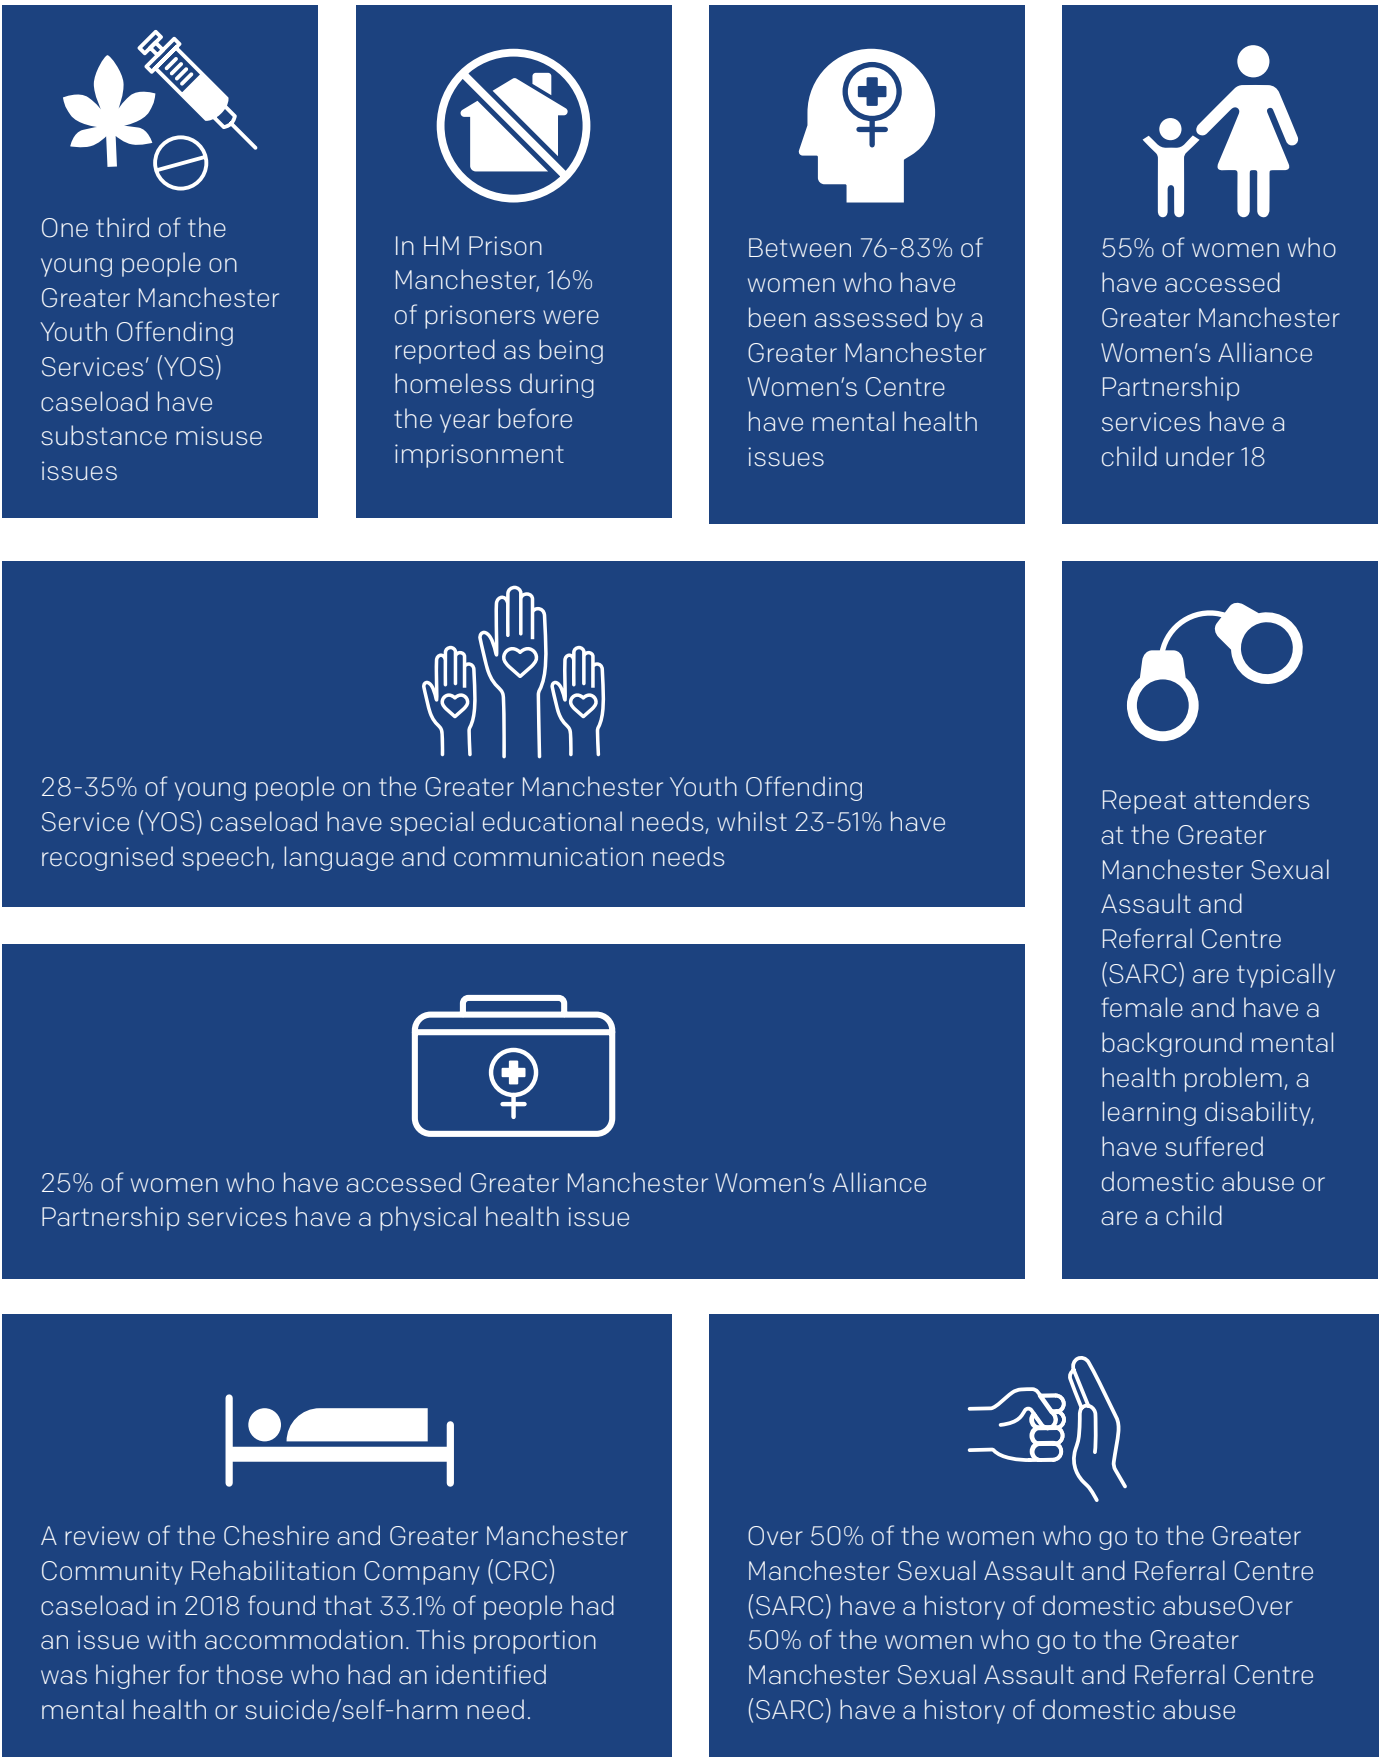 One third of the
young people on
Greater Manchester
Youth Offending
Services’ (YOS)
caseload have
substance misuse
issues
In HM Prison
Manchester, 16%
of prisoners were
reported as being
homeless during
the year before
imprisonment
Between 76-83% of
women who have
been assessed by a
Greater Manchester
Women’s Centre
have mental health
issues
55% of women who
have accessed
Greater Manchester
Women’s Alliance
Partnership
services have a
child under 18
28-35% of young people on the Greater Manchester Youth Offending
Service (YOS) caseload have special educational needs, whilst 23-51% have
recognised speech, language and communication needs
Repeat attenders
at the Greater
Manchester Sexual
Assault and
Referral Centre
(SARC) are typically
female and have a
background mental
health problem, a
learning disability,
have suffered
domestic abuse or
are a child
25% of women who have accessed Greater Manchester Women’s Alliance
Partnership services have a physical health issue
A review of the Cheshire and Greater Manchester
Community Rehabilitation Company (CRC)
caseload in 2018 found that 33.1% of people had
an issue with accommodation. This proportion
was higher for those who had an identified
mental health or suicide/self-harm need.
Over 50% of the women who go to the Greater
Manchester Sexual Assault and Referral Centre
(SARC) have a history of domestic abuseOver
50% of the women who go to the Greater
Manchester Sexual Assault and Referral Centre
(SARC) have a history of domestic abuse